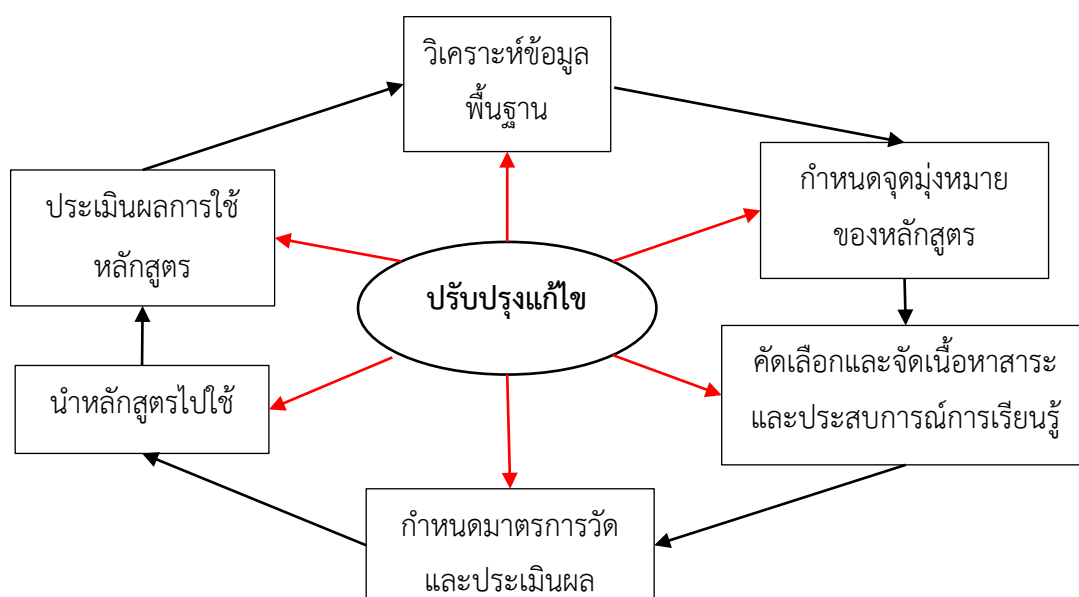 วิเคราะห์ข้อมูล
พื้นฐาน
กำหนดจุดมุ่งหมาย
ของหลักสูตร
คัดเลือกและจัดเนื้อหาสาระ
และประสบการณ์การเรียนรู้
กำหนดมาตรการวัด
และประเมินผล
นำหลักสูตรไปใช้
ประเมินผลการใช้
หลักสูตร
ปรับปรุงแก้ไข